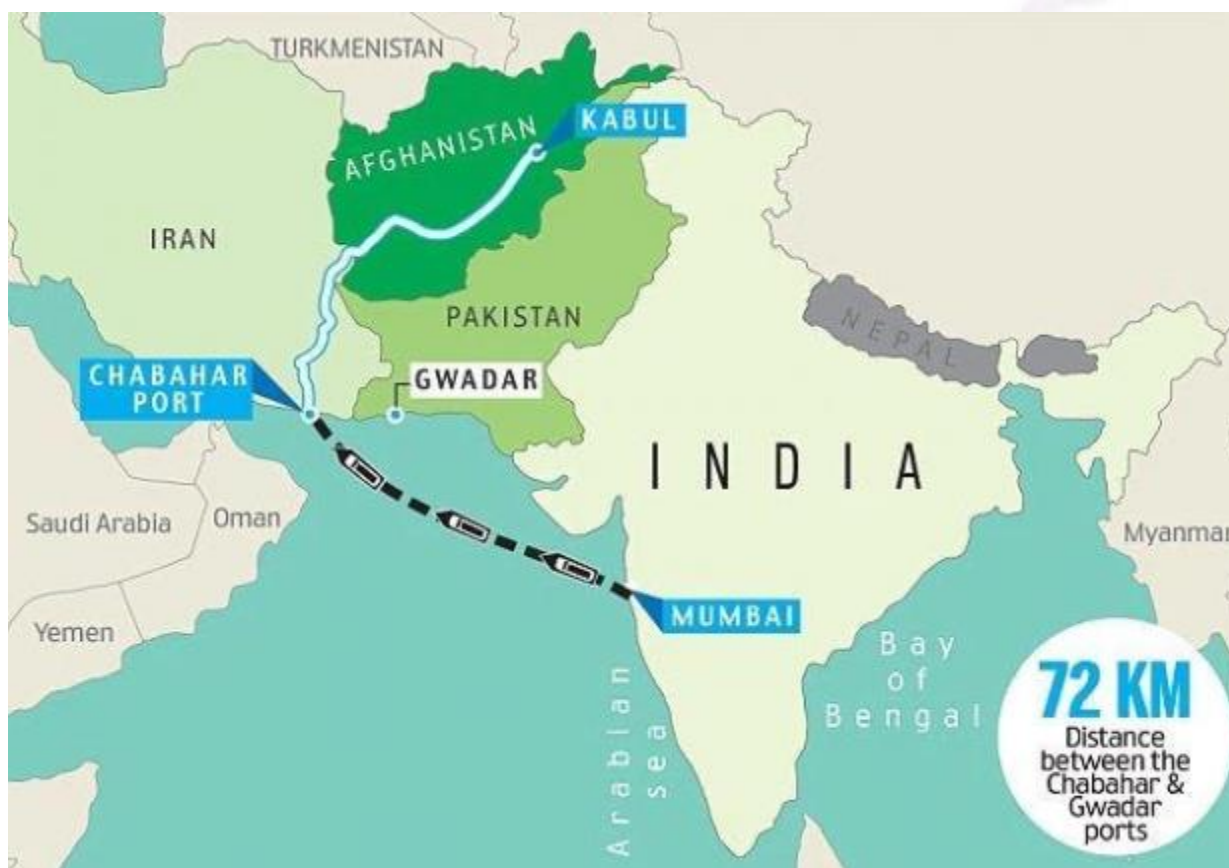 TURKMENISTAN
KABUL
AFGHANISTAN
IRAN
PAKISTAN
NEPAL
CHABAHAR
PORT
GWADAR
INDIA
Saudi Arabia
Oman
Myanmar
Yemen
MUMBAI
Arabian
sea
Bay
of
Bengal
72 KM
Distance
between the
Chabahar &
Gwadar
ports